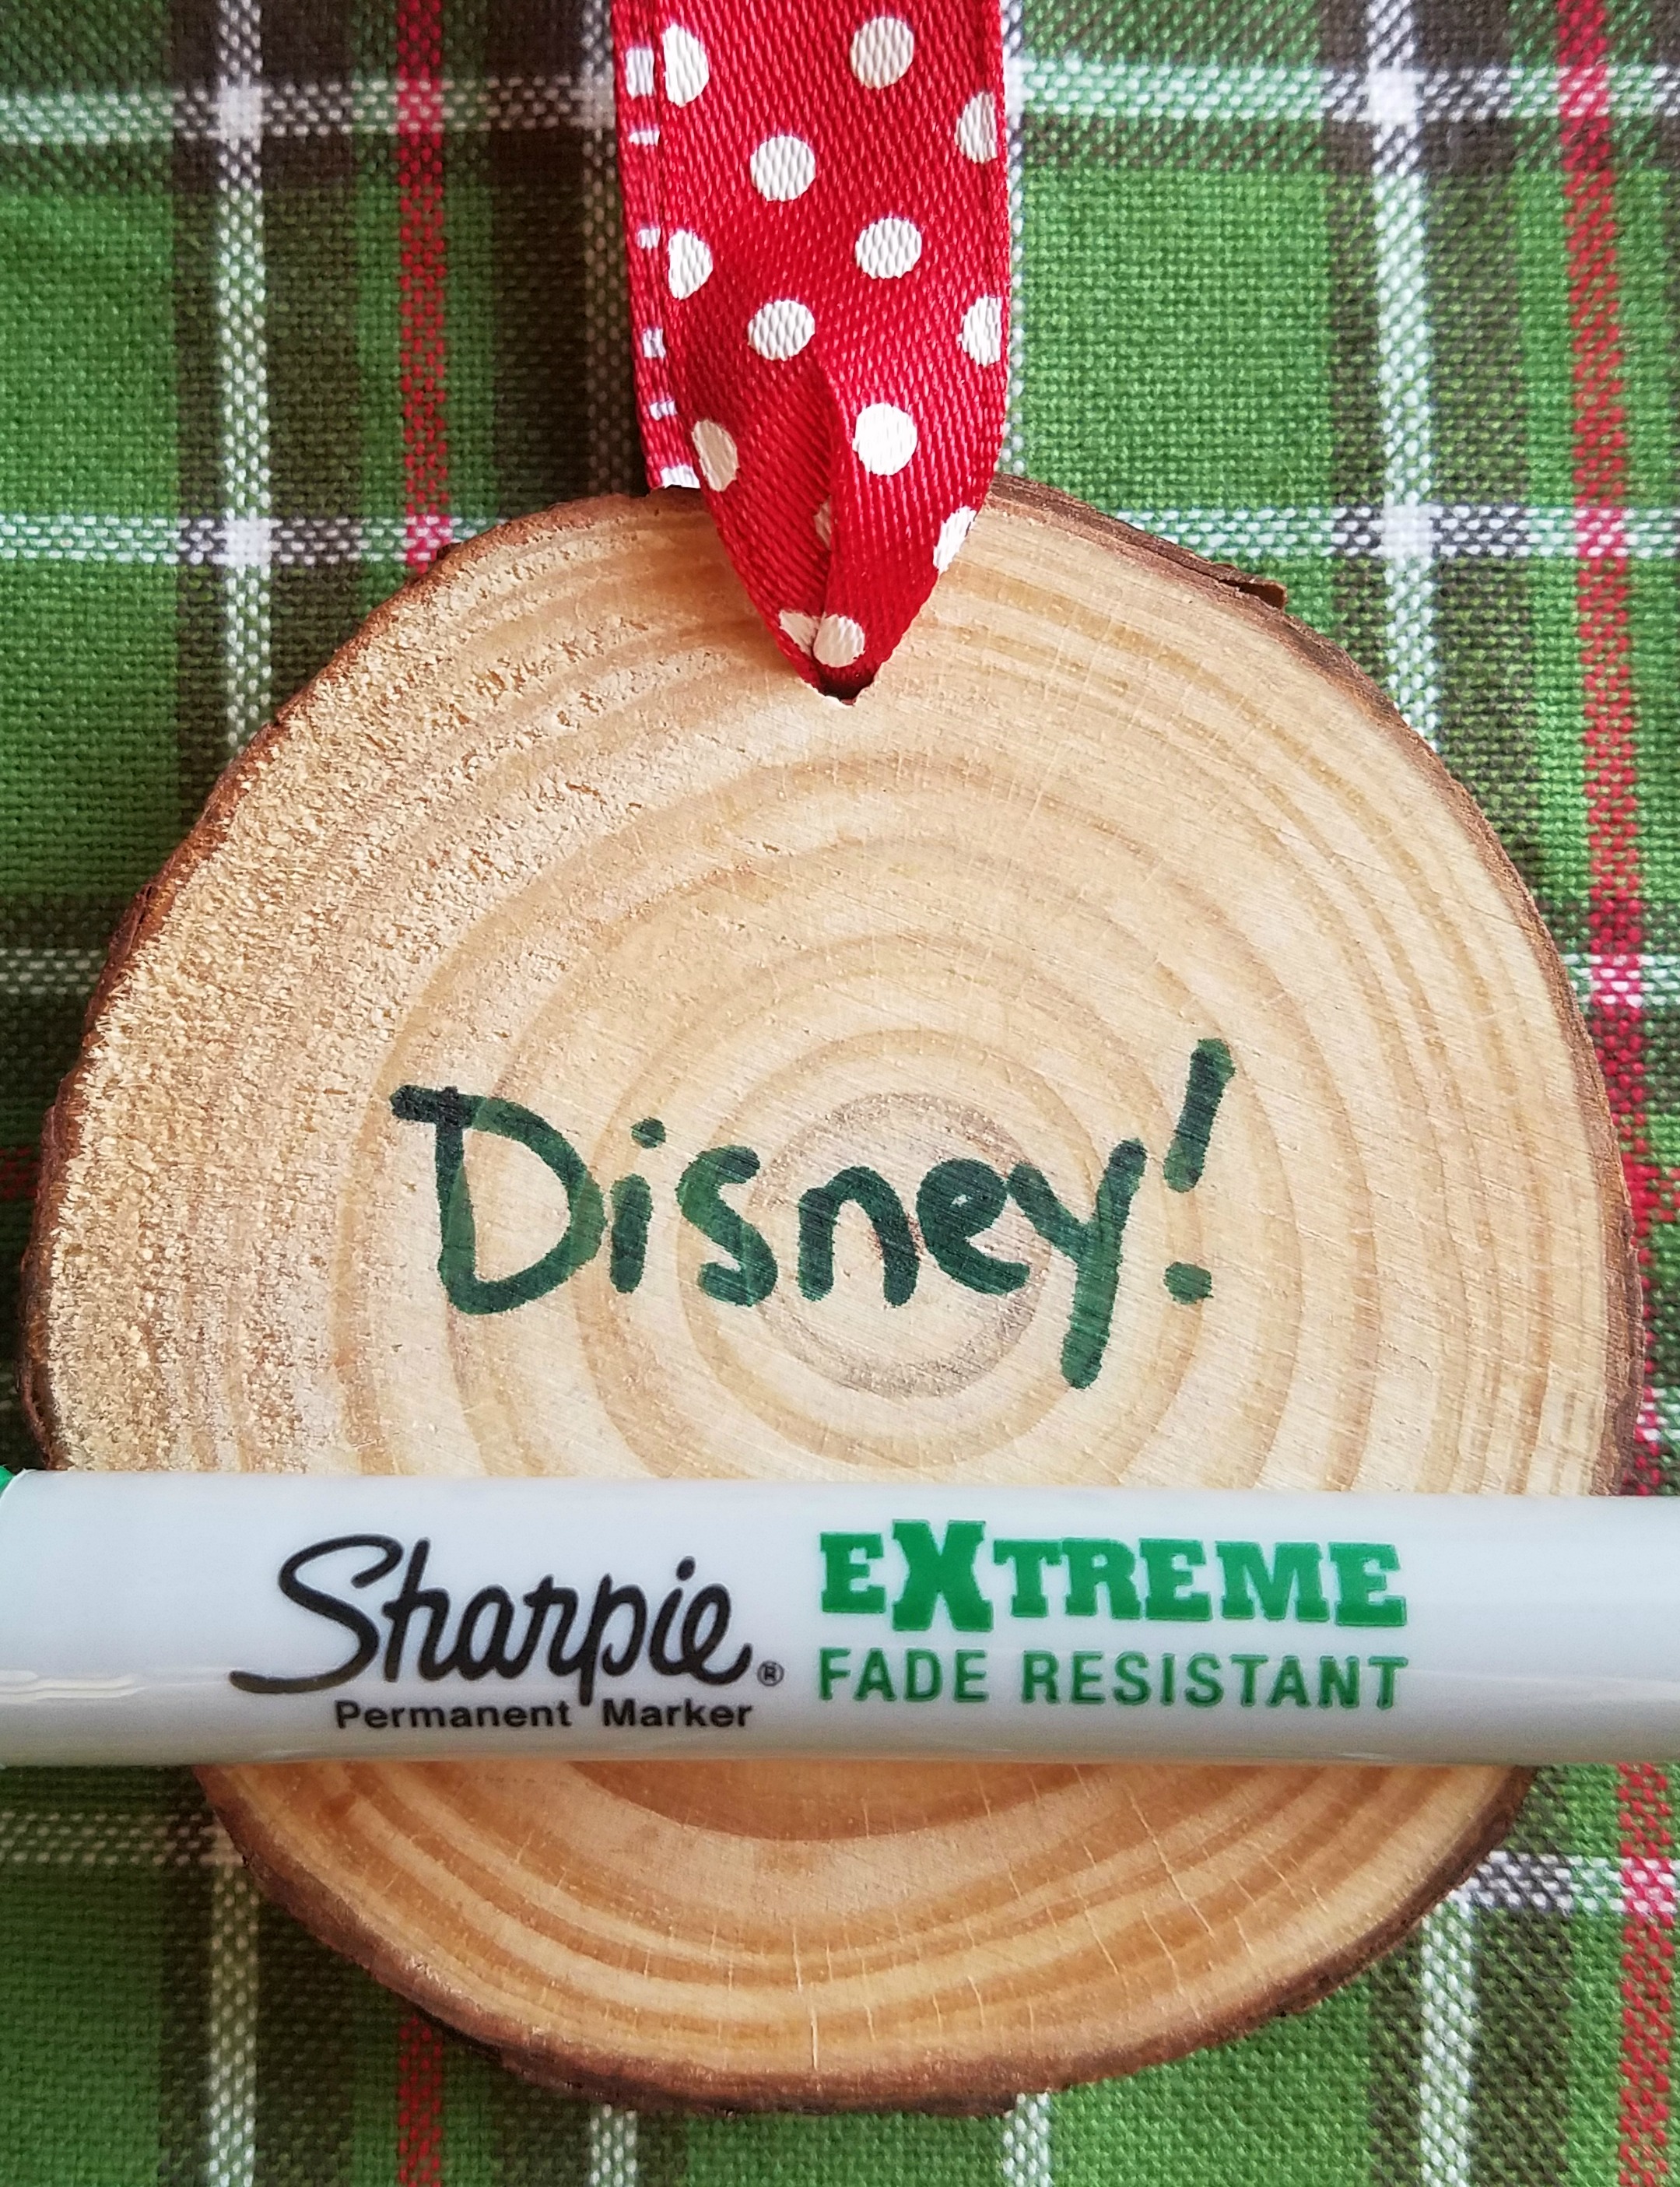 Disney!
Sharpie® EXTREME
Permanent Marker FADE RESISTANT